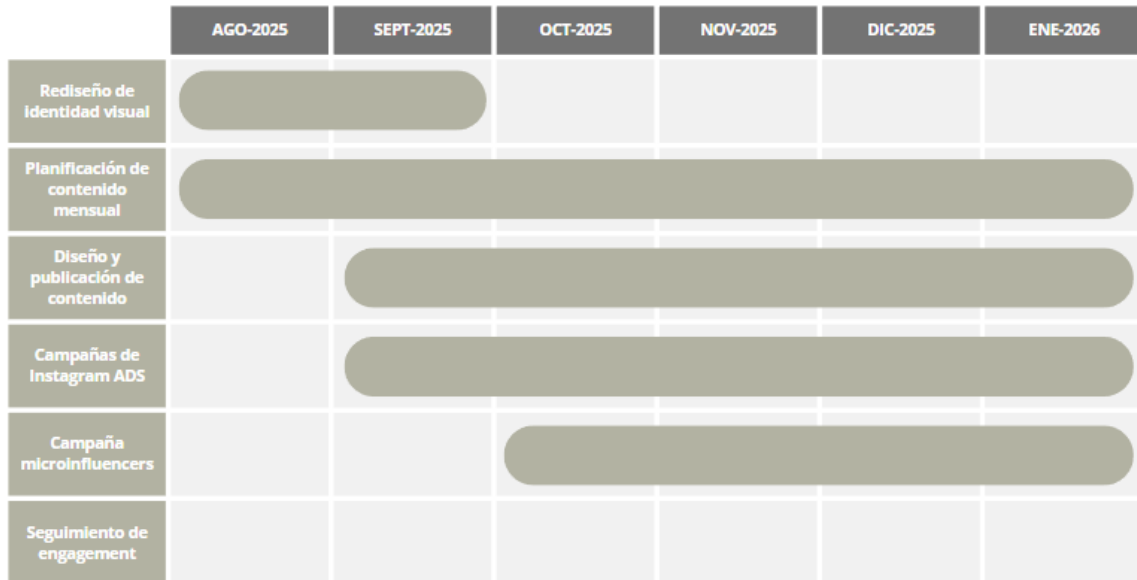 AGO-2025 SEPT-2025 OCT-2025 NOV-2025 DIC-2025 ENE-2026
Rediseño de
identidad visual
Planificación de
contenido
mensual
Diseño y
publicación de
contenido
Campañas de
Instagram ADS
Campaña
microinfluencers
Seguimiento de
engagement